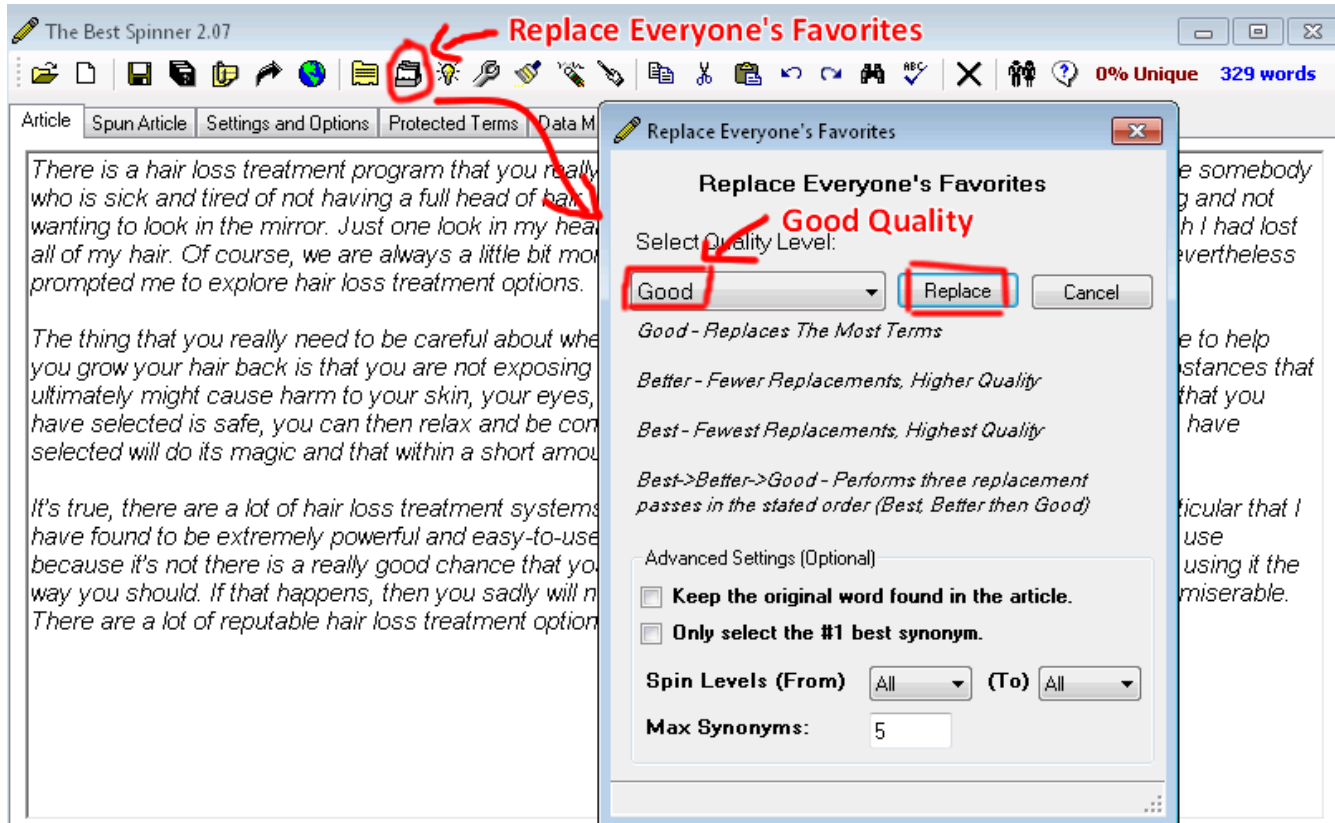 The Best Spinner 2.07
Replace Everyone's Favorites
ABC
0% Unique 329 words
Article Spun Article Settings and Options Protected Terms Data M
There is a hair loss treatment program that you really
who is sick and tired of not having a full head of hair
wanting to look in the mirror. Just one look in my hea
all of my hair. Of course, we are always a little bit mor
prompted me to explore hair loss treatment options.
The thing that you really need to be careful about whe
you grow your hair back is that you are not exposing
ultimately might cause harm to your skin, your eyes,
have selected is safe, you can then relax and be con
selected will do its magic and that within a short amou
It's true, there are a lot of hair loss treatment systems
have found to be extremely powerful and easy-to-use
because it's not there is a really good chance that yo
way you should. If that happens, then you sadly will n
There are a lot of reputable hair loss treatment option
Replace Everyone's Favorites
Replace Everyone's Favorites
Good Quality
Select Quality Level:
Good Replace Cancel
Good - Replaces The Most Terms
Better - Fewer Replacements, Higher Quality
Best - Fewest Replacements, Highest Quality
Best->Better->Good - Performs three replacement
passes in the stated order (Best, Better then Good)
Advanced Settings (Optional)
Keep the original word found in the article.
Only select the #1 best synonym.
Spin Levels (From) All (To) All
Max Synonyms: 5
e somebody
g and not
h I had lost
evertheless
e to help
stances that
that you
have
ticular that I
use
using it the
miserable.